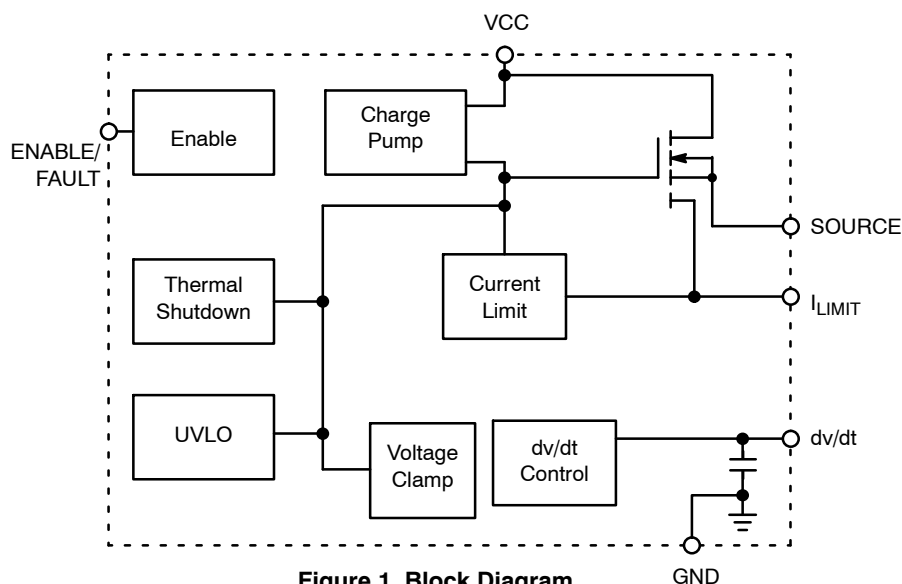 VCC
Enable
Charge
Pump
ENABLE/
FAULT
SOURCE
Thermal
Shutdown
Current
Limit
ILIMIT
UVLO
Voltage
Clamp
dv/dt
Control
dv/dt
GND
Figure 1. Block Diagram